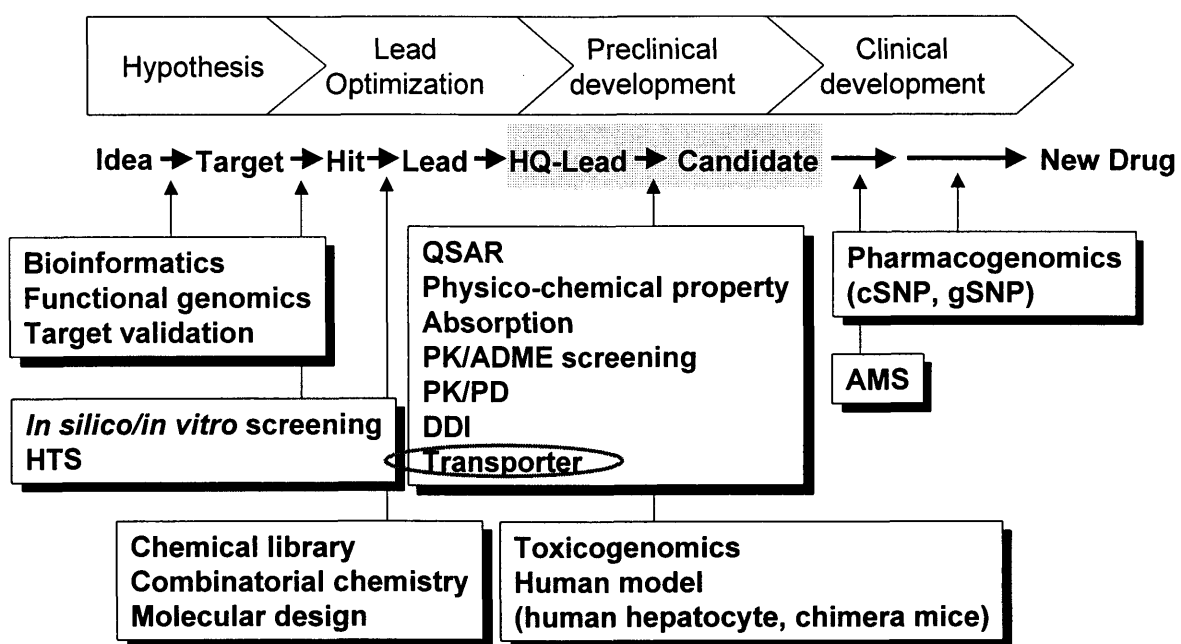 Hypothesis
Lead
Optimization
Preclinical
development
Clinical
development
Idea → Target → Hit → Lead → HQ-Lead → Candidate → → New Drug
Bioinformatics
Functional genomics
Target validation
QSAR
Physico-chemical property
Absorption
PK/ADME screening
PK/PD
DDI
Transporter
Pharmacogenomics
(cSNP, gSNP)
AMS
In silico/in vitro screening
HTS
Chemical library
Combinatorial chemistry
Molecular design
Toxicogenomics
Human model
(human hepatocyte, chimera mice)